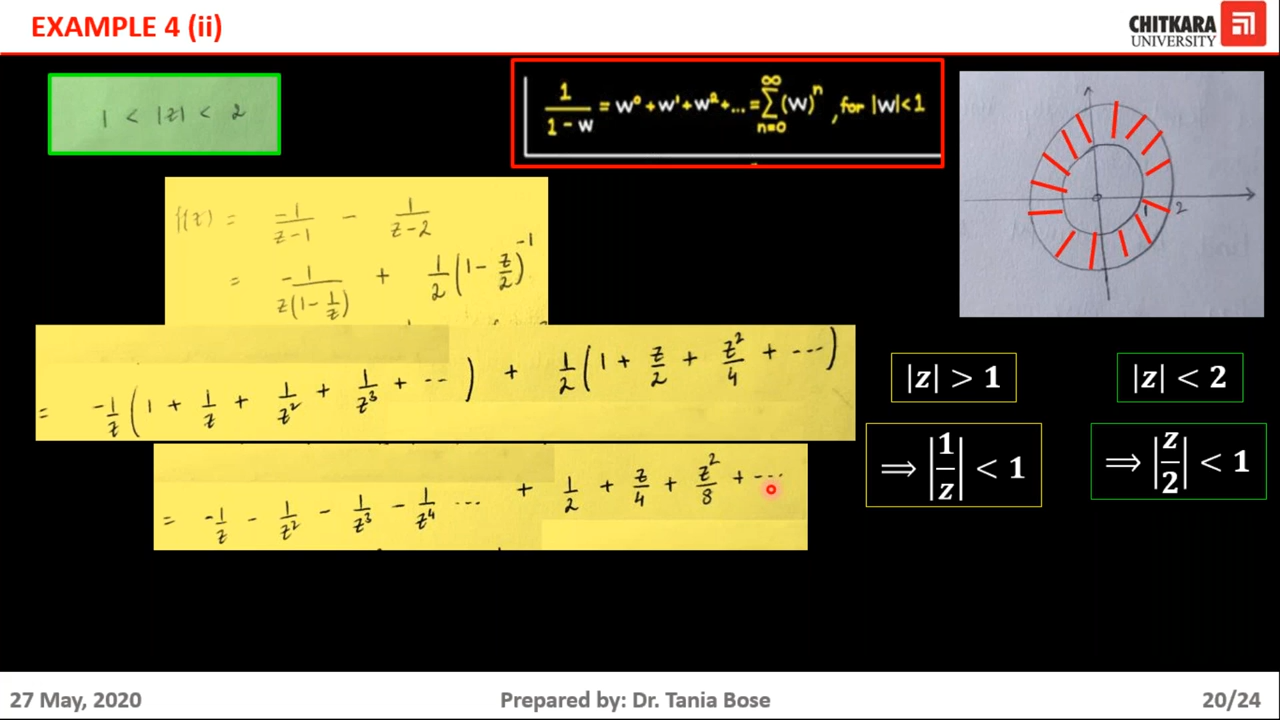 EXAMPLE 4 (ii)
CHITKARA
UNIVERSITY
1 < |z| < 2
1/(1 - w) = w⁰ + w¹ + w² + ... = ∑_{n=0}^{∞} (w)ⁿ, for |w| < 1
f(z) = -1/(z-1) - 1/(z-2)
= -1/(z(1-1/z)) + 1/2 (1 - z/2)⁻¹
= -1/z (1 + 1/z + 1/z² + 1/z³ + ...) + 1/2 (1 + z/2 + z²/4 + ...)
= -1/z - 1/z² - 1/z³ - 1/z⁴ ... + 1/2 + z/4 + z²/8 + ...
1 2
|z| > 1
⟹ |1/z| < 1
|z| < 2
⟹ |z/2| < 1
27 May, 2020
Prepared by: Dr. Tania Bose
20/24